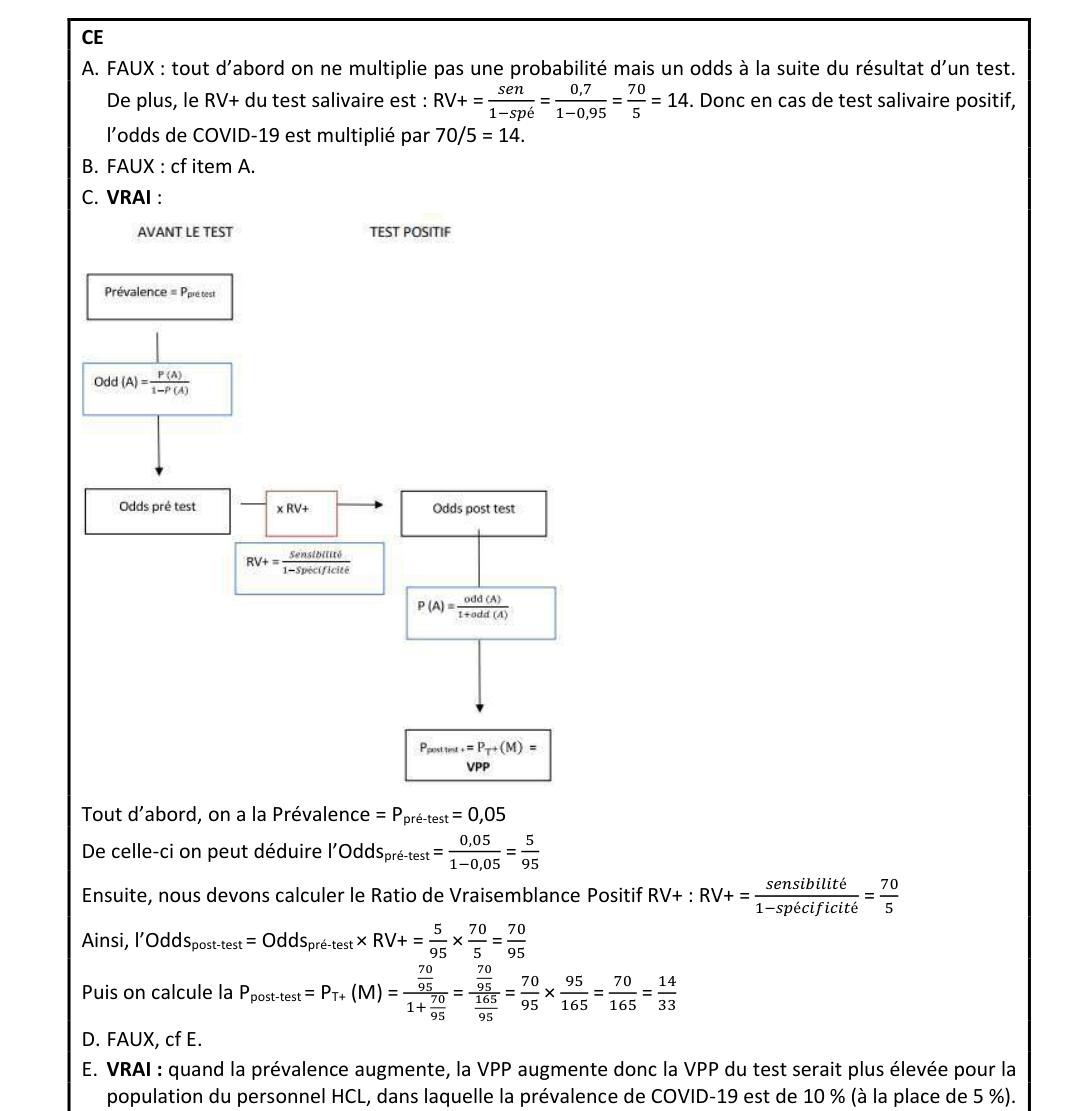 CE
A. FAUX : tout d’abord on ne multiplie pas une probabilité mais un odds à la suite du résultat d’un test.
De plus, le RV+ du test salivaire est : RV+ = sen/(1−spé) = 0,7/(1−0,95) = 70/5 = 14. Donc en cas de test salivaire positif,
l’odds de COVID-19 est multiplié par 70/5 = 14.
B. FAUX : cf item A.
C. VRAI :
AVANT LE TEST TEST POSITIF
Prévalence = Ppré test
Odd (A) = P (A)/(1−P (A))
Odds pré test x RV+ Odds post test
RV+ = Sensibilité/(1−Spécificité)
P (A) = odd (A)/(1+odd (A))
Ppost test + = PT+ (M) =
VPP
Tout d’abord, on a la Prévalence = Ppré-test = 0,05
De celle-ci on peut déduire l’Oddspré-test = 0,05/(1−0,05) = 5/95
Ensuite, nous devons calculer le Ratio de Vraisemblance Positif RV+ : RV+ = sensibilité/(1−spécificité) = 70/5
Ainsi, l’Oddspost-test = Oddspré-test × RV+ = 5/95 × 70/5 = 70/95
Puis on calcule la Ppost-test = PT+ (M) = (70/95)/(1+70/95) = (70/95)/(165/95) = 70/95 × 95/165 = 70/165 = 14/33
D. FAUX, cf E.
E. VRAI : quand la prévalence augmente, la VPP augmente donc la VPP du test serait plus élevée pour la
population du personnel HCL, dans laquelle la prévalence de COVID-19 est de 10 % (à la place de 5 %).